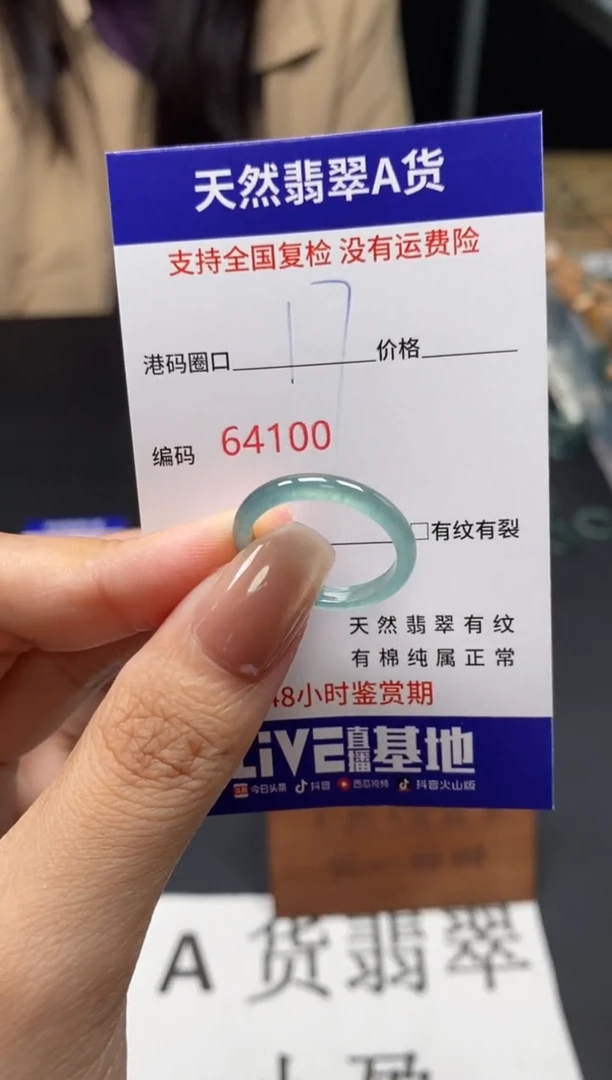 天然翡翠A货
支持全国复检 没有运费险
港码圈口 17 价格
编码 64100
□有纹有裂
天然翡翠有纹
有棉纯属正常
48小时鉴赏期
LiVE直播基地
今日头条 抖音 西瓜视频 抖音火山版
A 货翡翠